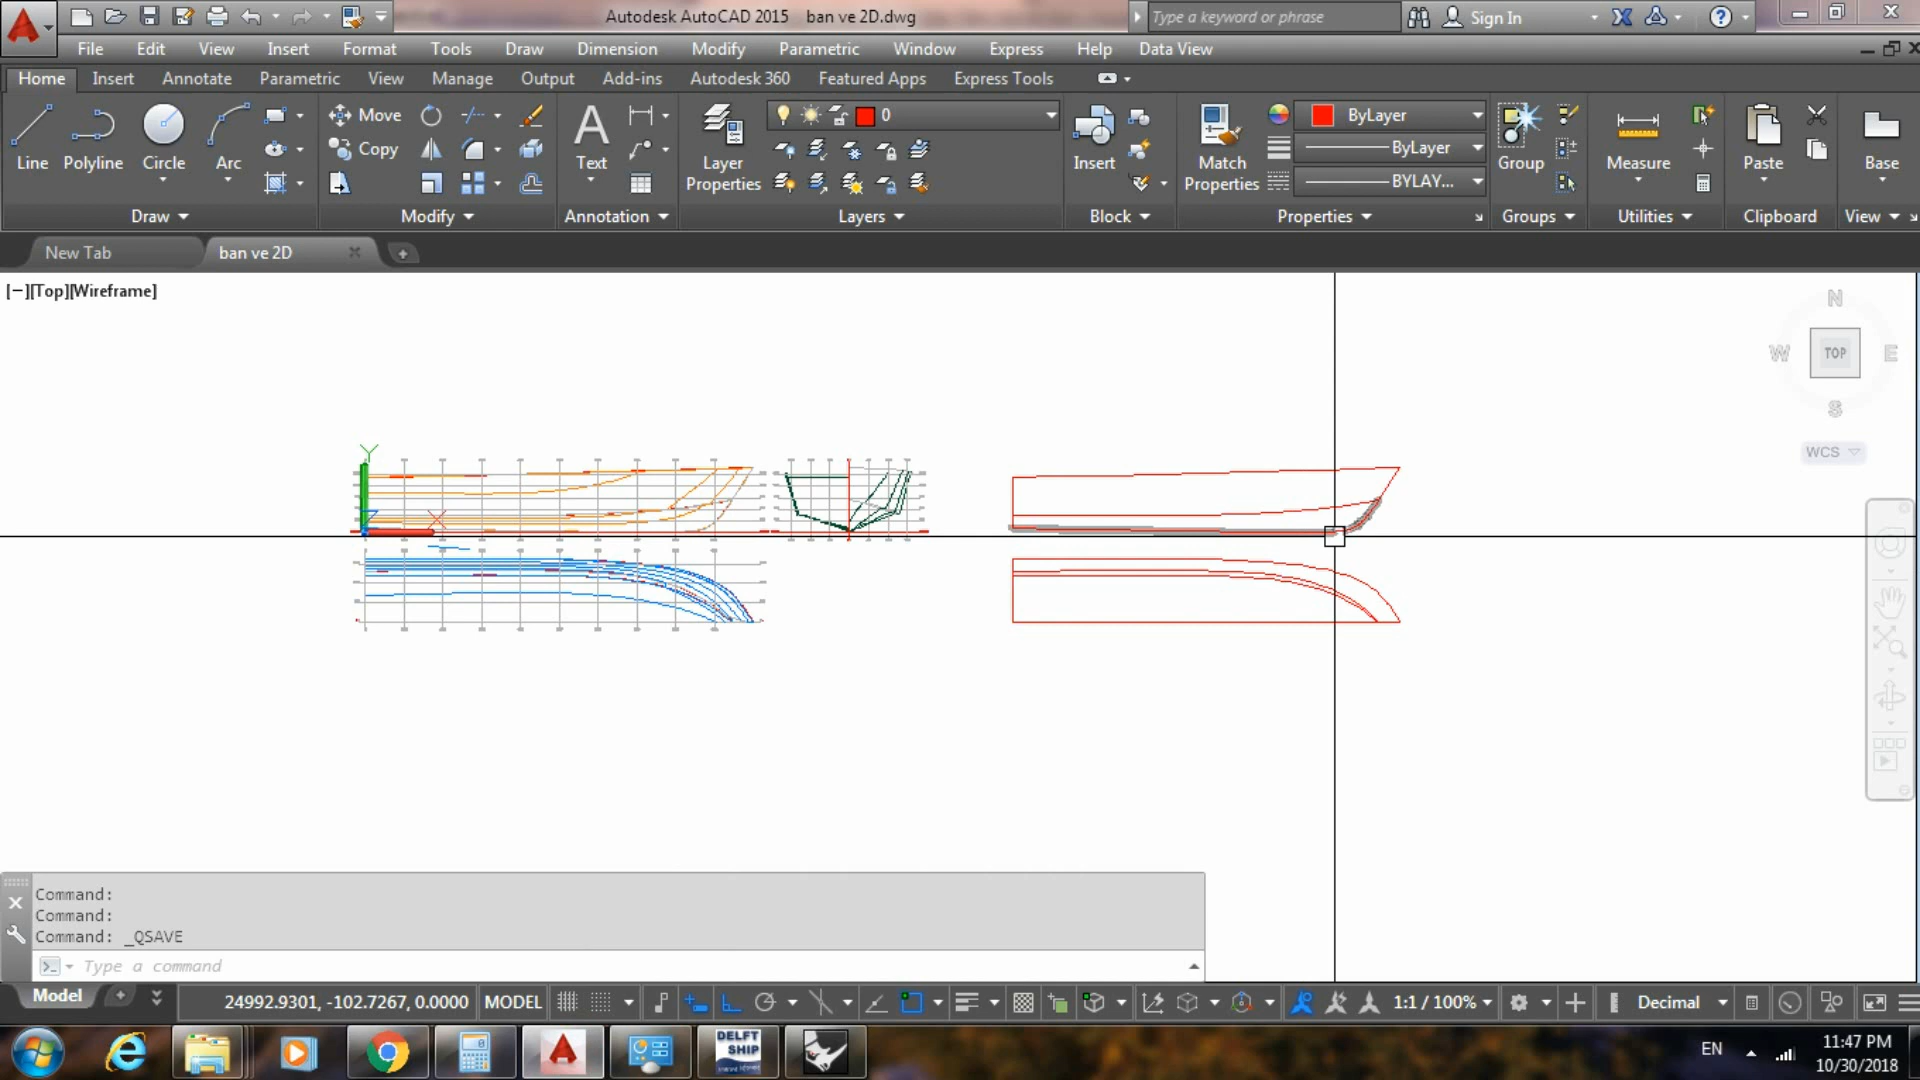 Autodesk AutoCAD 2015 ban ve 2D.dwg
Type a keyword or phrase
Sign In
File Edit View Insert Format Tools Draw Dimension Modify Parametric Window Express Help Data View
Home Insert Annotate Parametric View Manage Output Add-ins Autodesk 360 Featured Apps Express Tools
Line Polyline Circle Arc
Move
Copy
Text
Layer Properties
0
Insert
Match Properties
ByLayer
ByLayer
BYLAY...
Group
Measure
Paste
Base
Draw Modify Annotation Layers Block Properties Groups Utilities Clipboard View
New Tab ban ve 2D
[−][Top][Wireframe]
N
W TOP E
S
WCS
Y
X
Command:
Command:
Command: _QSAVE
Type a command
Model
24992.9301, -102.7267, 0.0000 MODEL
1:1 / 100%
Decimal
DELFT
SHIP
EN
11:47 PM
10/30/2018